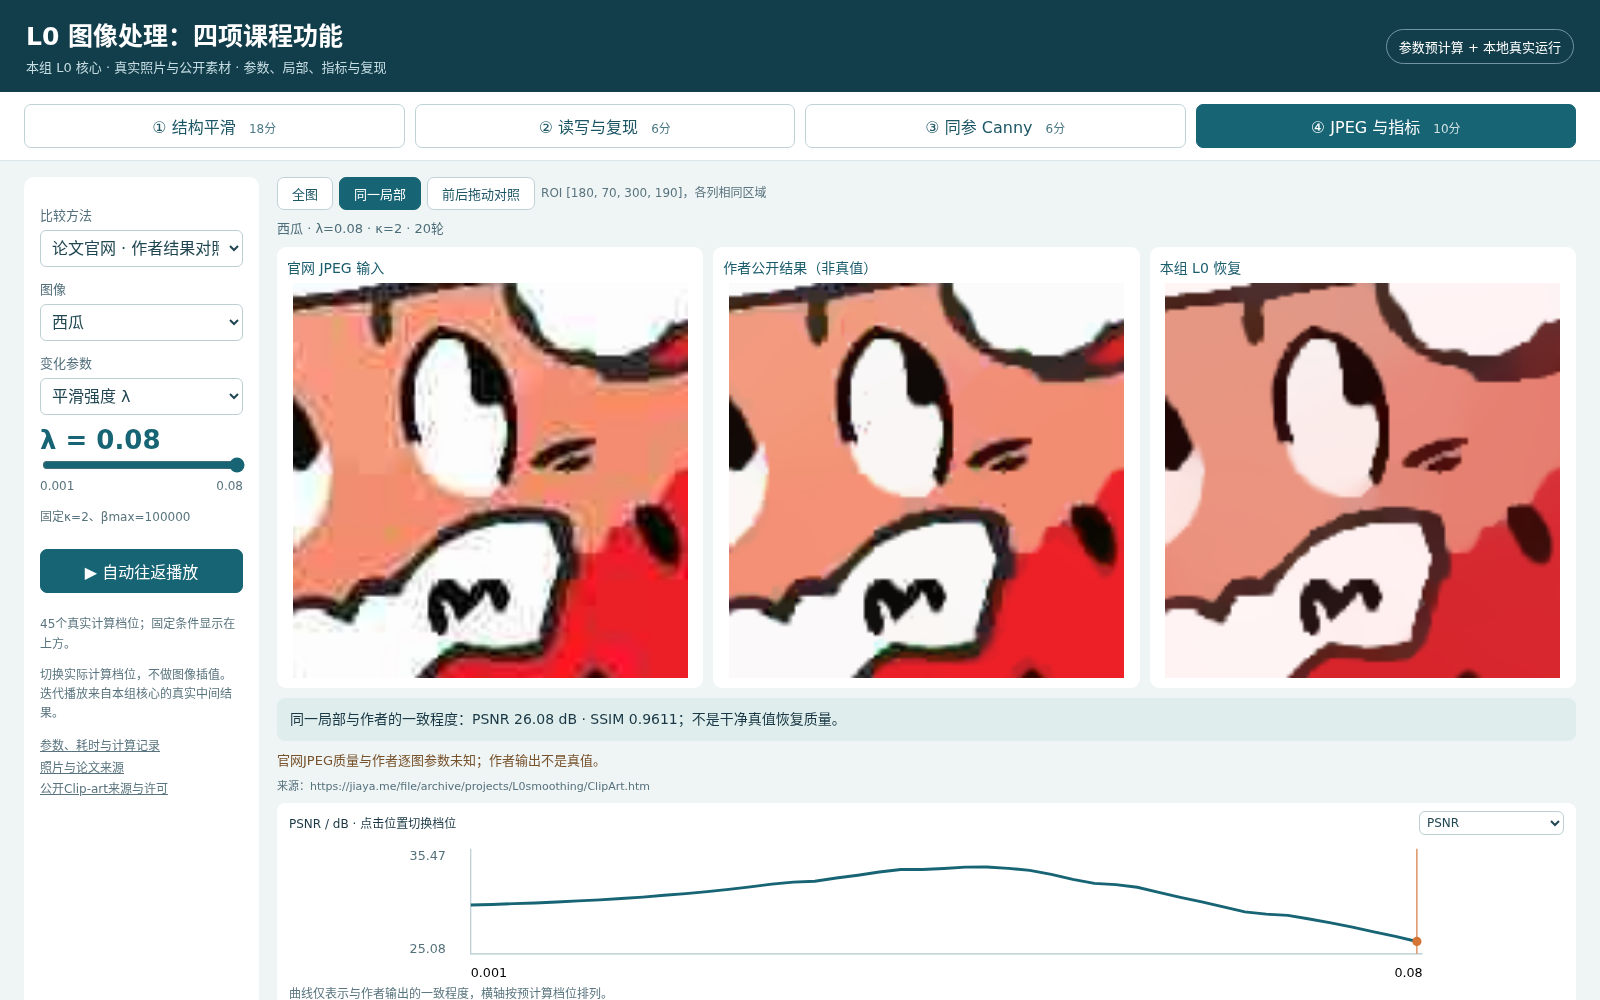 L0 图像处理：四项课程功能
本组 L0 核心 · 真实照片与公开素材 · 参数、局部、指标与复现
参数预计算 + 本地真实运行
① 结构平滑 18分
② 读写与复现 6分
③ 同参 Canny 6分
④ JPEG 与指标 10分
比较方法
论文官网 · 作者结果对照
图像
西瓜
变化参数
平滑强度 λ
λ = 0.08
0.001 0.08
固定κ=2、βmax=100000
▶ 自动往返播放
45个真实计算档位；固定条件显示在
上方。
切换实际计算档位，不做图像插值。
迭代播放来自本组核心的真实中间结
果。
参数、耗时与计算记录
照片与论文来源
公开Clip-art来源与许可
全图 同一局部 前后拖动对照 ROI [180, 70, 300, 190]，各列相同区域
西瓜 · λ=0.08 · κ=2 · 20轮
官网 JPEG 输入
作者公开结果（非真值）
本组 L0 恢复
同一局部与作者的一致程度：PSNR 26.08 dB · SSIM 0.9611；不是干净真值恢复质量。
官网JPEG质量与作者逐图参数未知；作者输出不是真值。
来源：https://jiaya.me/file/archive/projects/L0smoothing/ClipArt.htm
PSNR / dB · 点击位置切换档位
PSNR
35.47
25.08
0.001 0.08
曲线仅表示与作者输出的一致程度，横轴按预计算档位排列。